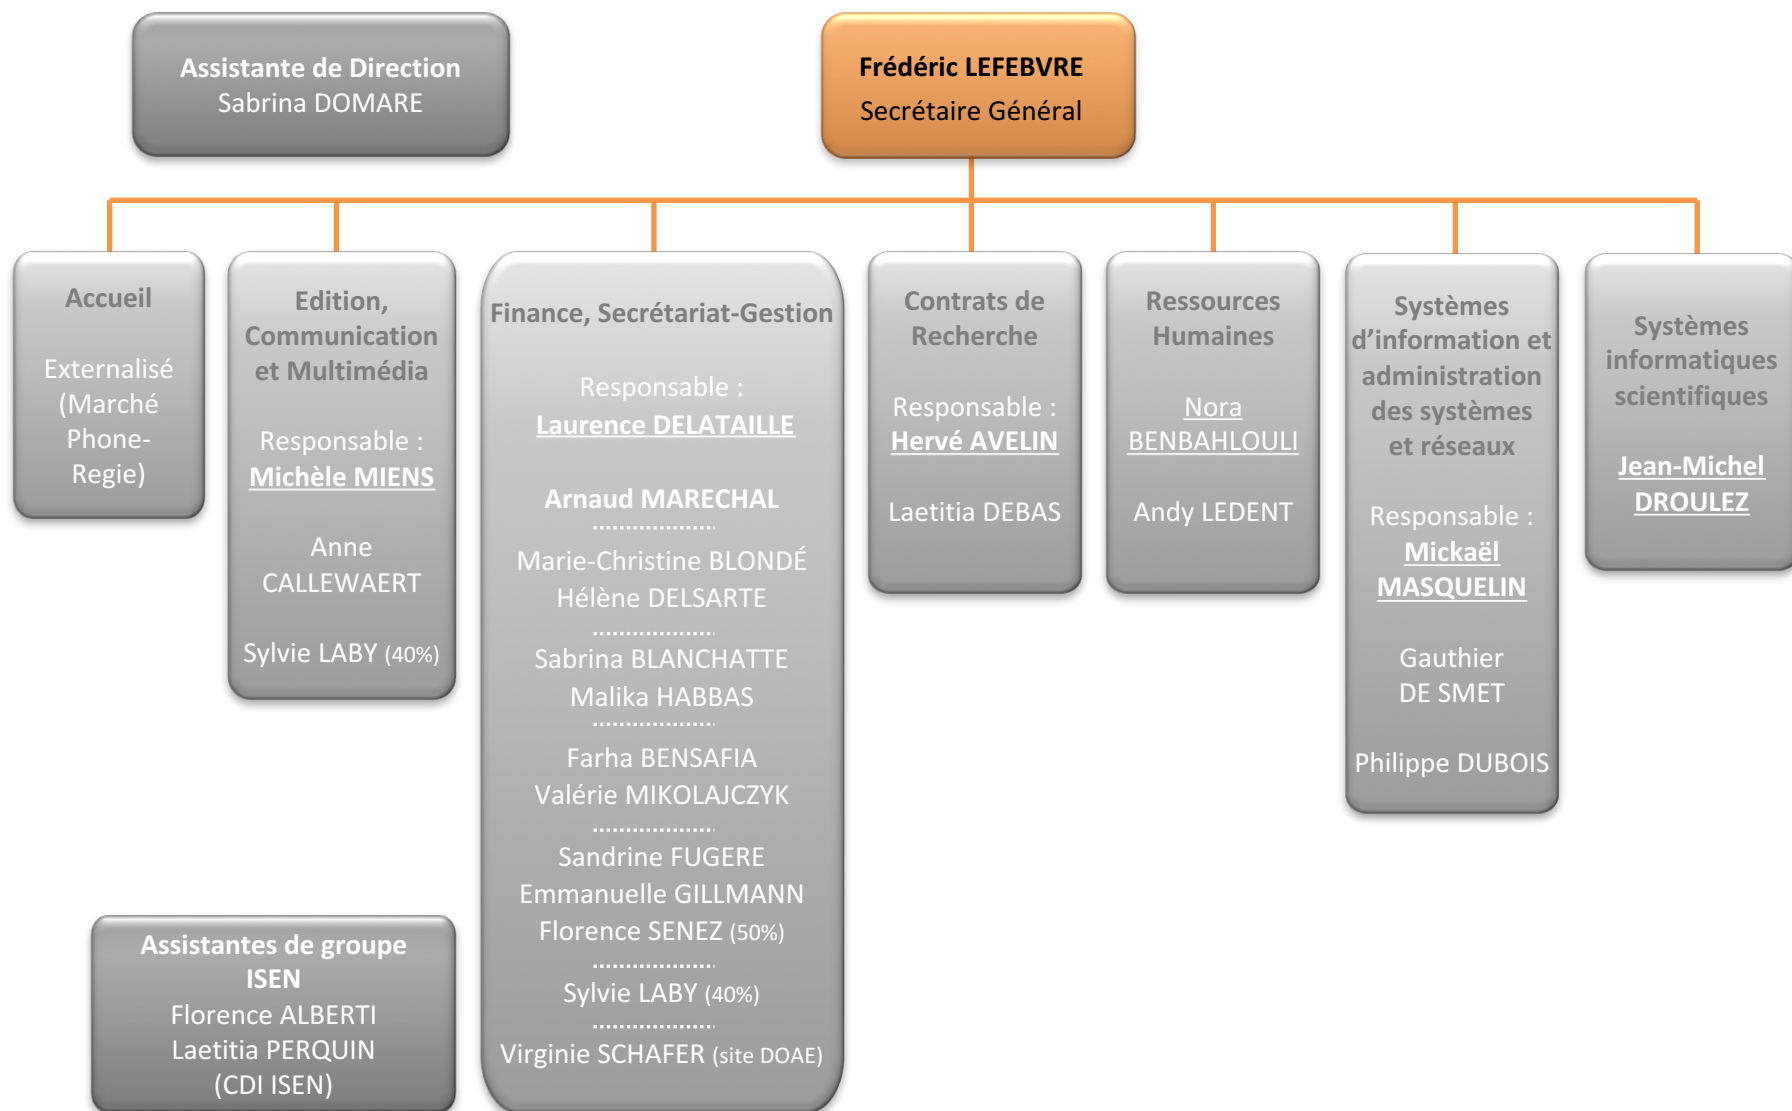 Assistante de Direction
Sabrina DOMARE
Frédéric LEFEBVRE
Secrétaire Général
Accueil
Externalisé
(Marché
Phone-
Regie)
Edition,
Communication
et Multimédia
Responsable :
Michèle MIENS
Anne
CALLEWAERT
Sylvie LABY (40%)
Finance, Secrétariat-Gestion
Responsable :
Laurence DELATAILLE
Arnaud MARECHAL
Marie-Christine BLONDÉ
Hélène DELSARTE
Sabrina BLANCHATTE
Malika HABBAS
Farha BENSAFIA
Valérie MIKOLAJCZYK
Sandrine FUGERE
Emmanuelle GILLMANN
Florence SENEZ (50%)
Sylvie LABY (40%)
Virginie SCHAFER (site DOAE)
Contrats de
Recherche
Responsable :
Hervé AVELIN
Laetitia DEBAS
Ressources
Humaines
Nora
BENBAHLOULI
Andy LEDENT
Systèmes
d’information et
administration
des systèmes
et réseaux
Responsable :
Mickaël
MASQUELIN
Gauthier
DE SMET
Philippe DUBOIS
Systèmes
informatiques
scientifiques
Jean-Michel
DROULEZ
Assistantes de groupe
ISEN
Florence ALBERTI
Laetitia PERQUIN
(CDI ISEN)